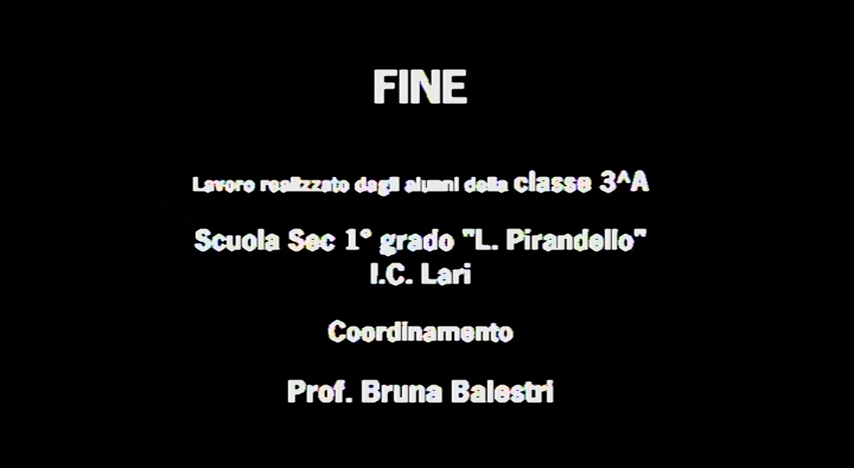 FINE
Lavoro realizzato dagli alunni della classe 3^A
Scuola Sec 1° grado "L. Pirandello"
I.C. Lari
Coordinamento
Prof. Bruna Balestri